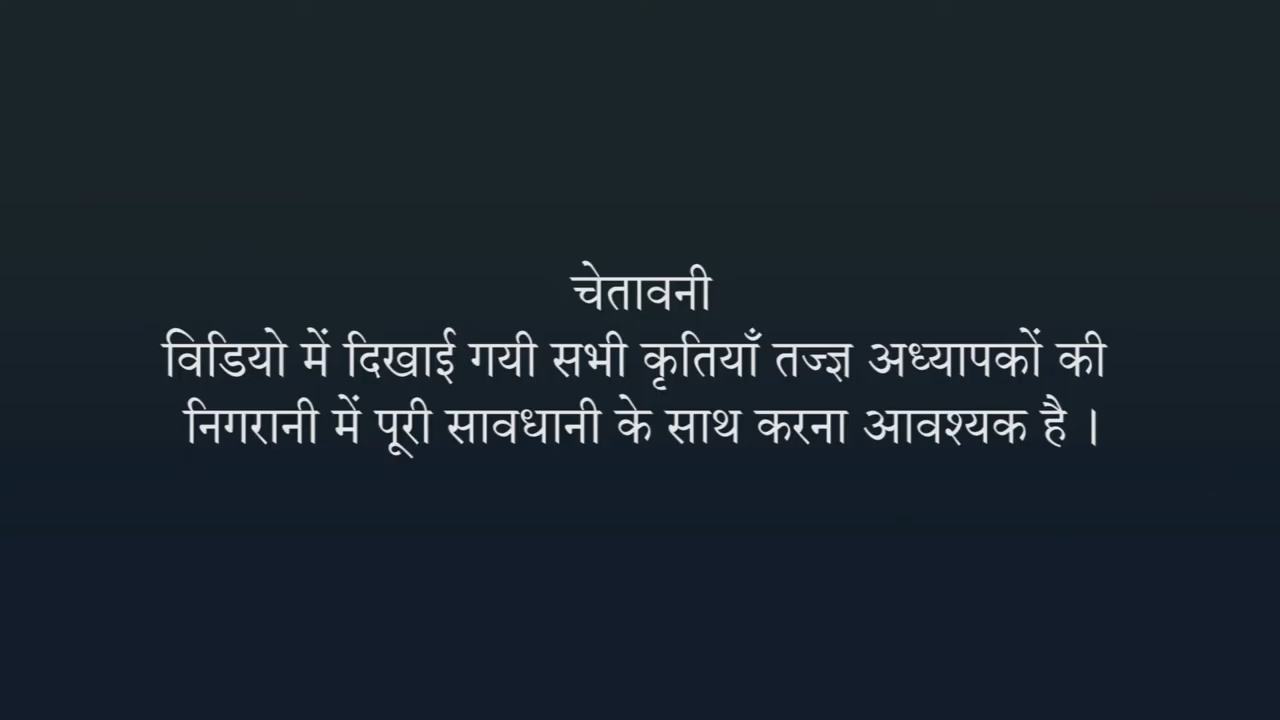 चेतावनी
विडियो में दिखाई गयी सभी कृतियाँ तज्ज्ञ अध्यापकों की
निगरानी में पूरी सावधानी के साथ करना आवश्यक है ।